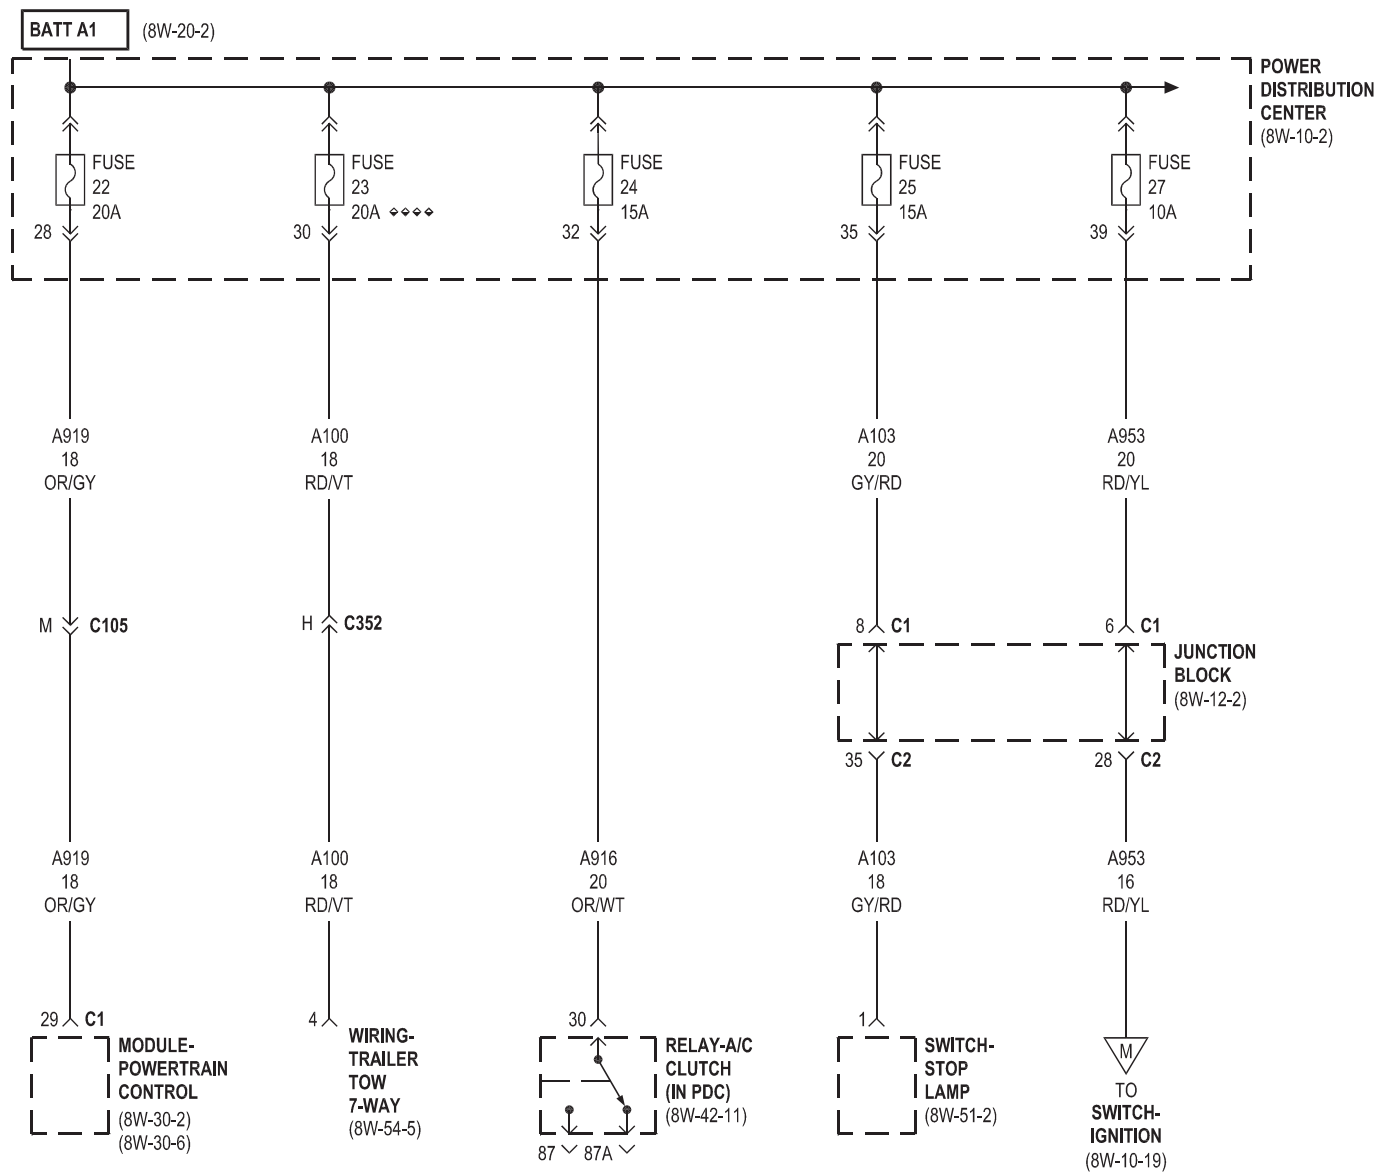 BATT A1 (8W-20-2)
POWER
DISTRIBUTION
CENTER
(8W-10-2)
FUSE
22
20A
28
FUSE
23
20A
30
FUSE
24
15A
32
FUSE
25
15A
35
FUSE
27
10A
39
A919
18
OR/GY
A100
18
RD/VT
A103
20
GY/RD
A953
20
RD/YL
M C105
H C352
8 C1
6 C1
JUNCTION
BLOCK
(8W-12-2)
35 C2
28 C2
A919
18
OR/GY
A100
18
RD/VT
A916
20
OR/WT
A103
18
GY/RD
A953
16
RD/YL
29 C1
MODULE-
POWERTRAIN
CONTROL
(8W-30-2)
(8W-30-6)
4
WIRING-
TRAILER
TOW
7-WAY
(8W-54-5)
30
RELAY-A/C
CLUTCH
(IN PDC)
(8W-42-11)
87 87A
1
SWITCH-
STOP
LAMP
(8W-51-2)
M
TO
SWITCH-
IGNITION
(8W-10-19)